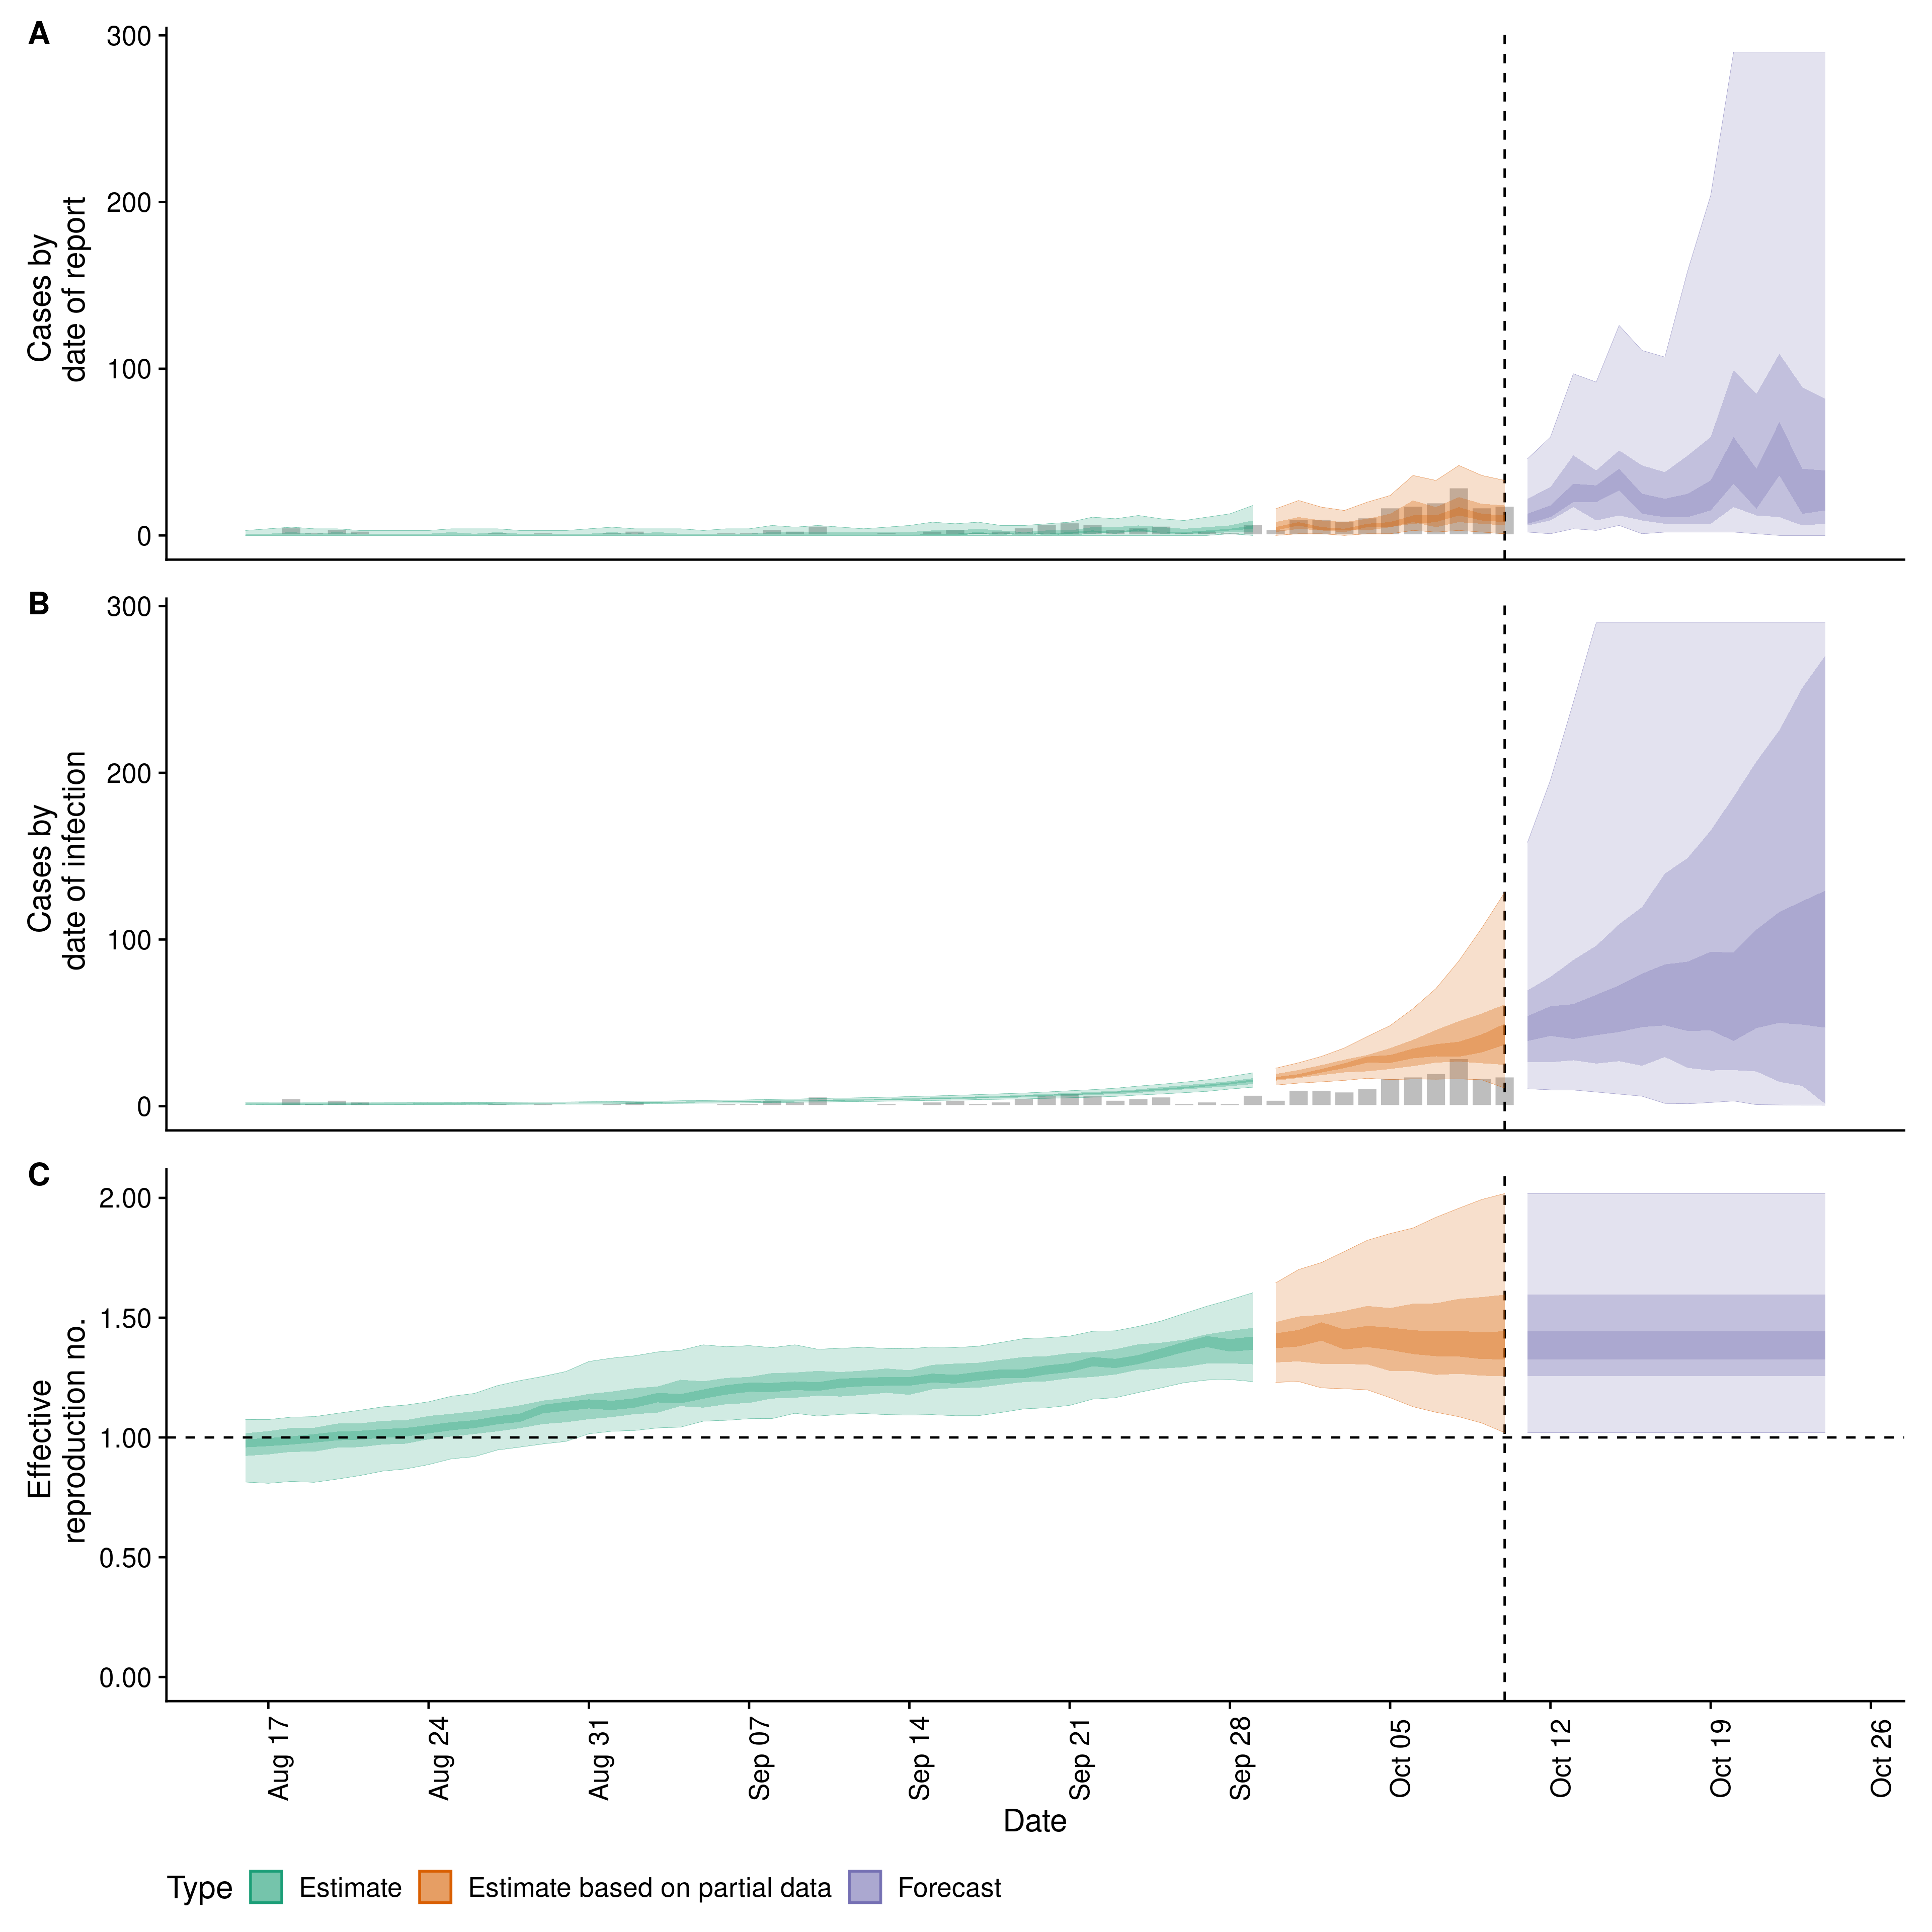 A
300
200
100
0
Cases by
date of report
B
300
200
100
0
Cases by
date of infection
C
2.00
1.50
1.00
0.50
0.00
Effective
reproduction no.
Aug 17
Aug 24
Aug 31
Sep 07
Sep 14
Sep 21
Sep 28
Oct 05
Oct 12
Oct 19
Oct 26
Date
Type Estimate Estimate based on partial data Forecast